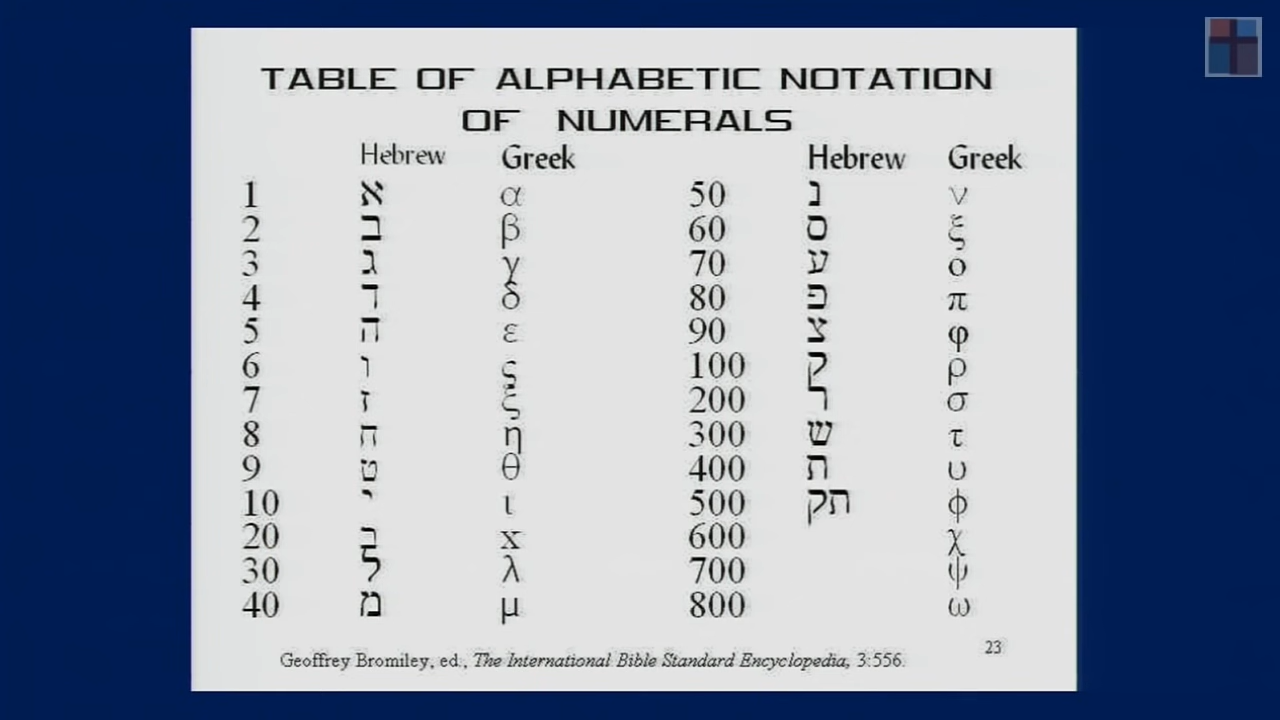 TABLE OF ALPHABETIC NOTATION
OF NUMERALS
Hebrew Greek Hebrew Greek
1 א α 50 נ ν
2 ב β 60 ס ξ
3 ג γ 70 ע ο
4 ד δ 80 פ π
5 ה ε 90 צ φ
6 ו ς 100 ק ρ
7 ז ξ 200 ר σ
8 ח η 300 ש τ
9 ט θ 400 ת υ
10 י ι 500 תק ϕ
20 כ x 600 χ
30 ל λ 700 ψ
40 מ μ 800 ω
Geoffrey Bromiley, ed., The International Bible Standard Encyclopedia, 3:556.
23